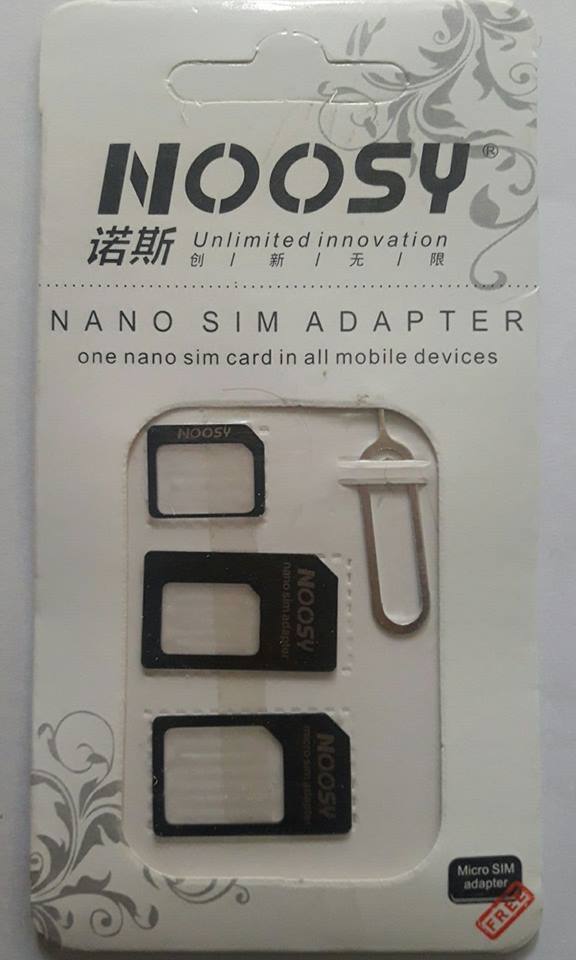 NOOSY®
诺斯 Unlimited innovation
创 / 新 / 无 / 限
NANO SIM ADAPTER
one nano sim card in all mobile devices
NOOSY
NOOSY
nano sim adapter
NOOSY
micro sim adapter
Micro SIM
adapter
FREE